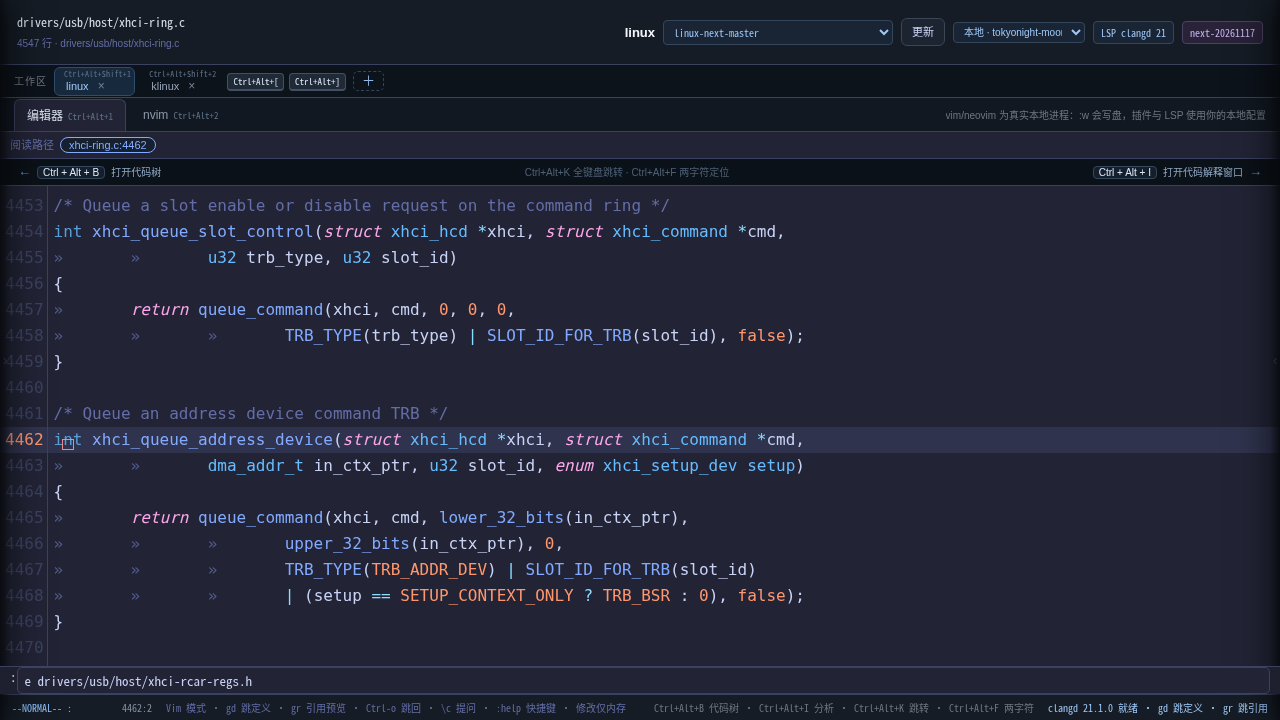 drivers/usb/host/xhci-ring.c
4547 行 · drivers/usb/host/xhci-ring.c
linux linux-next-master 更新 本地 · tokyonight-moon LSP clangd 21 next-20261117
工作区 Ctrl+Alt+Shift+1 linux × Ctrl+Alt+Shift+2 klinux × Ctrl+Alt+[ Ctrl+Alt+] +
编辑器 Ctrl+Alt+1 nvim Ctrl+Alt+2 vim/neovim 为真实本地进程：:w 会写盘，插件与 LSP 使用你的本地配置
阅读路径 xhci-ring.c:4462
← Ctrl + Alt + B 打开代码树 Ctrl+Alt+K 全键盘跳转 · Ctrl+Alt+F 两字符定位 Ctrl + Alt + I 打开代码解释窗口 →
4453 /* Queue a slot enable or disable request on the command ring */
4454 int xhci_queue_slot_control(struct xhci_hcd *xhci, struct xhci_command *cmd,
4455 » » u32 trb_type, u32 slot_id)
4456 {
4457 » return queue_command(xhci, cmd, 0, 0, 0,
4458 » » » TRB_TYPE(trb_type) | SLOT_ID_FOR_TRB(slot_id), false);
4459 }
4460
4461 /* Queue an address device command TRB */
4462 int xhci_queue_address_device(struct xhci_hcd *xhci, struct xhci_command *cmd,
4463 » » dma_addr_t in_ctx_ptr, u32 slot_id, enum xhci_setup_dev setup)
4464 {
4465 » return queue_command(xhci, cmd, lower_32_bits(in_ctx_ptr),
4466 » » » upper_32_bits(in_ctx_ptr), 0,
4467 » » » TRB_TYPE(TRB_ADDR_DEV) | SLOT_ID_FOR_TRB(slot_id)
4468 » » » | (setup == SETUP_CONTEXT_ONLY ? TRB_BSR : 0), false);
4469 }
4470
: e drivers/usb/host/xhci-rcar-regs.h
--NORMAL-- : 4462:2 Vim 模式 · gd 跳定义 · gr 引用预览 · Ctrl-o 跳回 · \c 提问 · :help 快捷键 · 修改仅内存 Ctrl+Alt+B 代码树 · Ctrl+Alt+I 分析 · Ctrl+Alt+K 跳转 · Ctrl+Alt+F 两字符 clangd 21.1.0 就绪 · gd 跳定义 · gr 跳引用